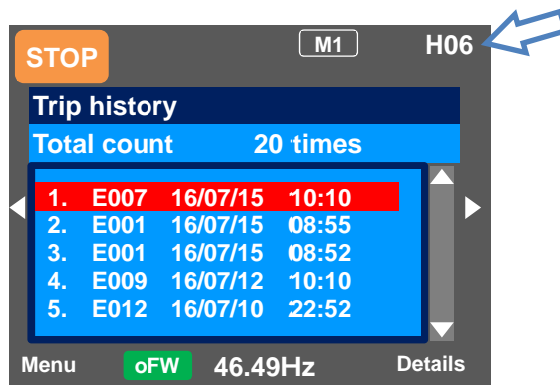 STOP M1 H06
Trip history
Total count 20 times
1. E007 16/07/15 10:10
2. E001 16/07/15 08:55
3. E001 16/07/15 08:52
4. E009 16/07/12 10:10
5. E012 16/07/10 22:52
Menu oFW 46.49Hz Details